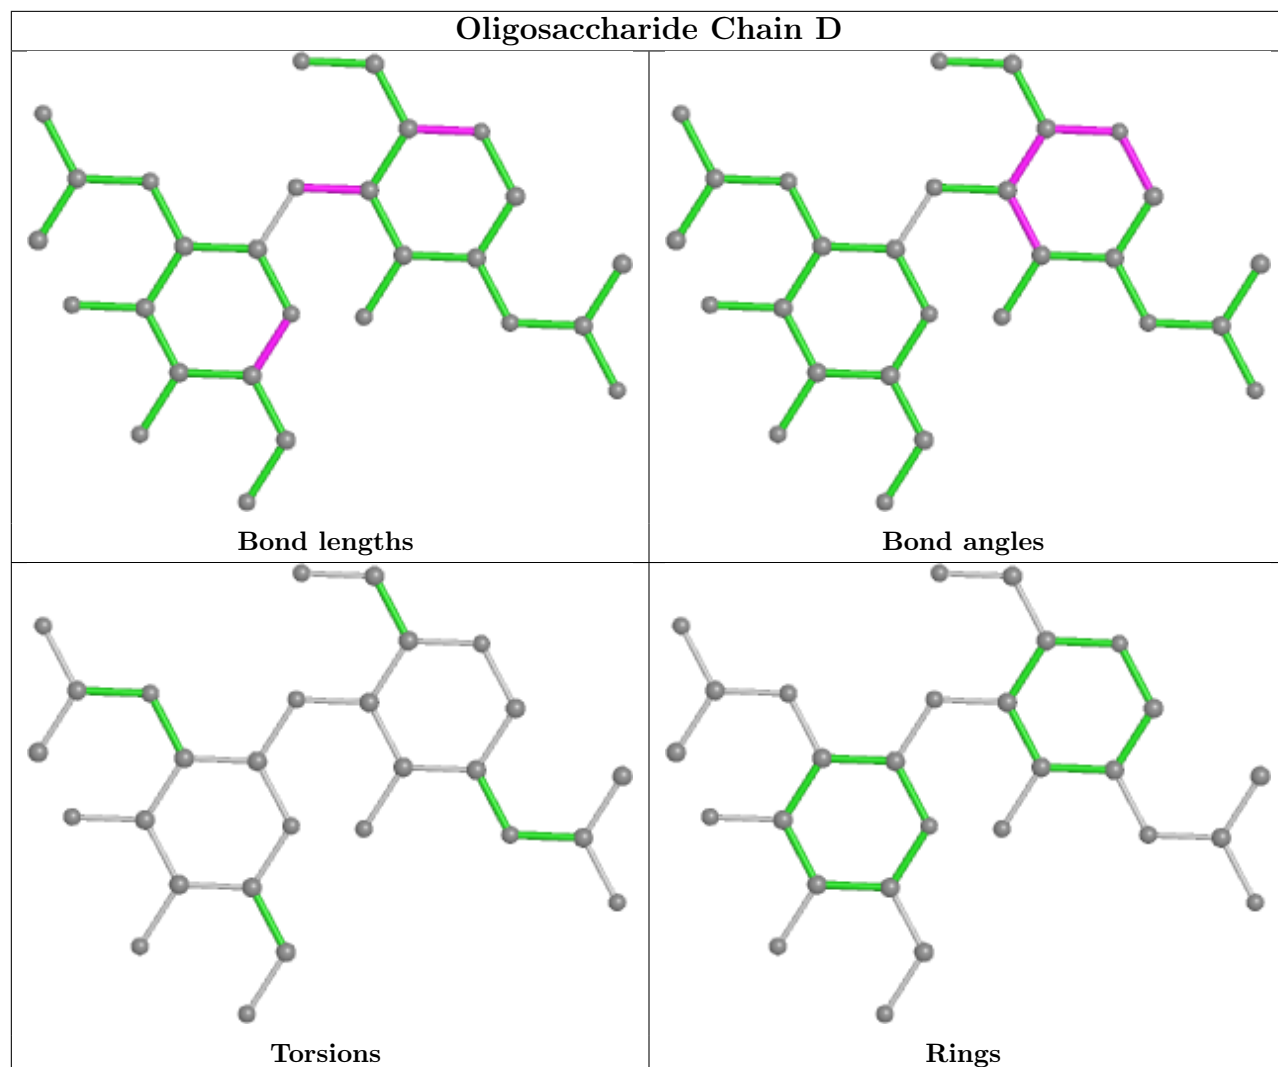 Oligosaccharide Chain D
Bond lengths
Bond angles
Torsions
Rings